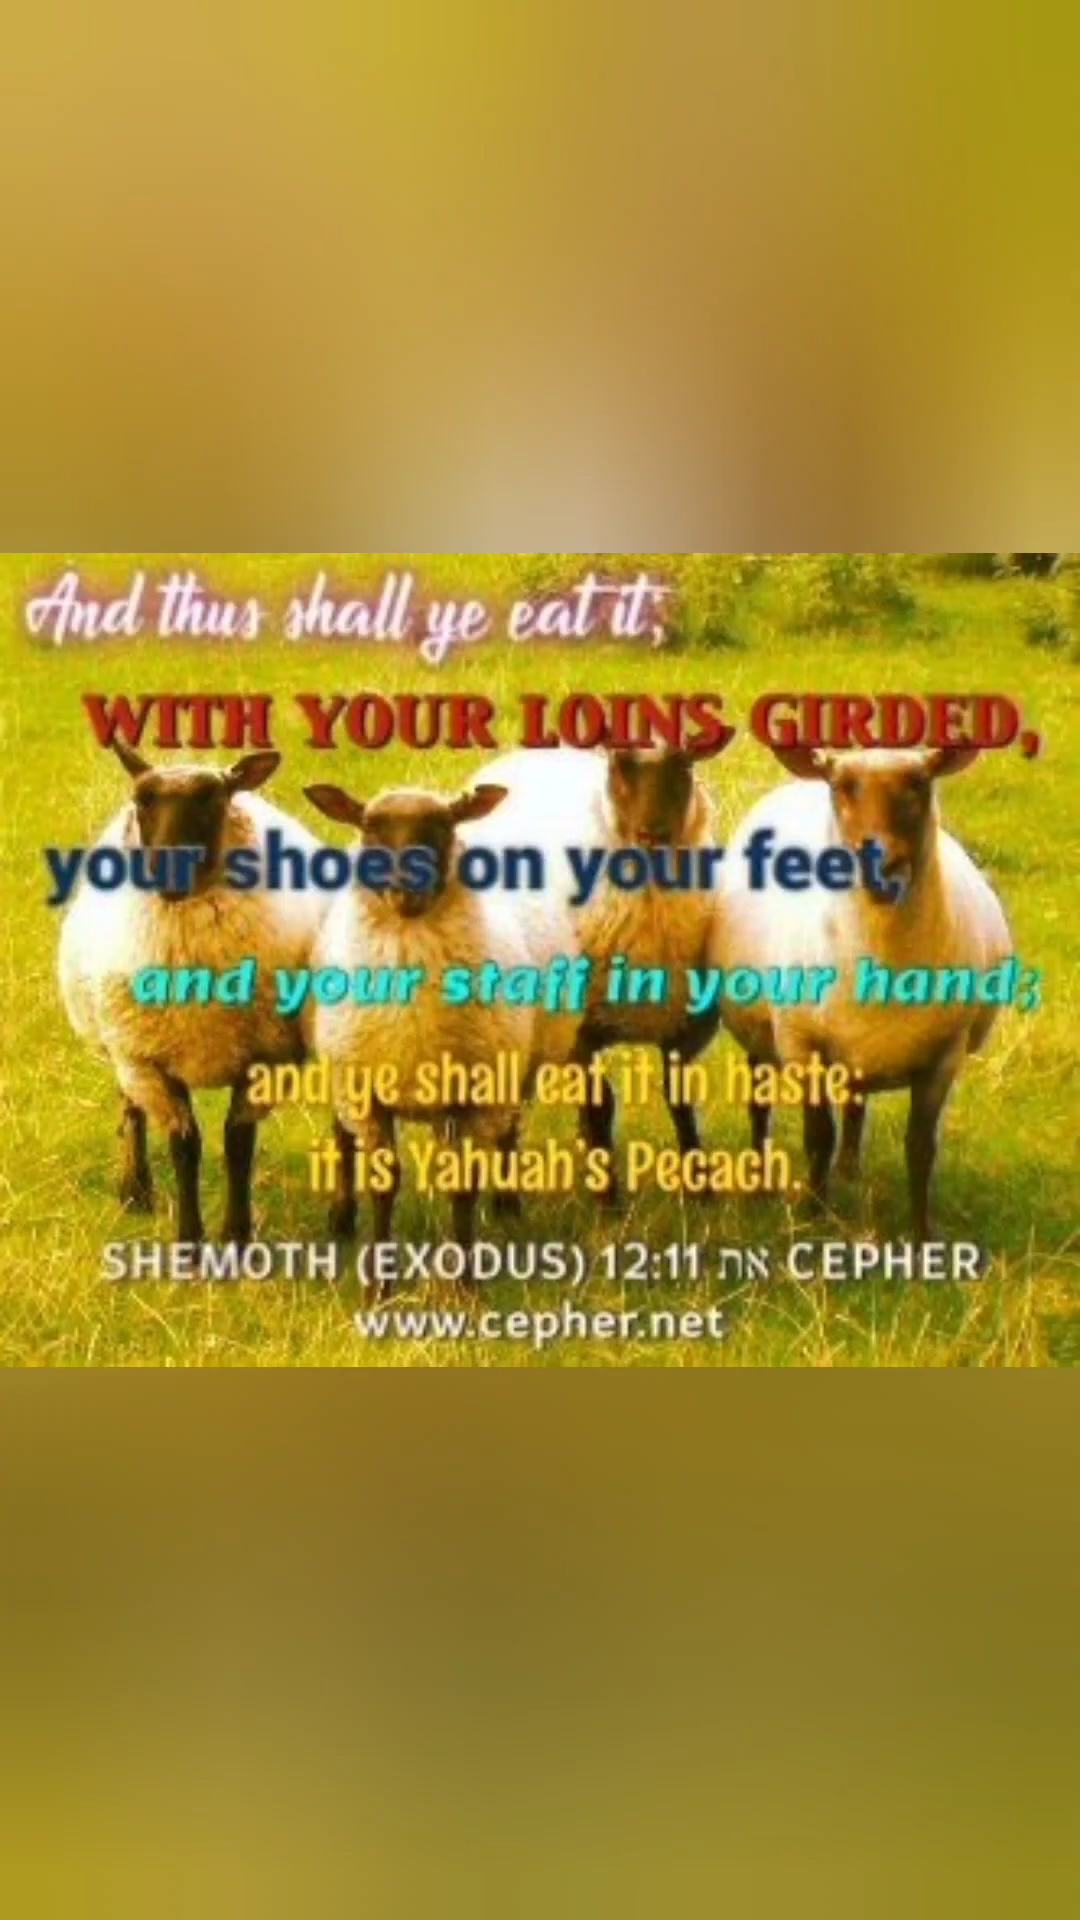 And thus shall ye eat it;
WITH YOUR LOINS GIRDED,
your shoes on your feet,
and your staff in your hand;
and ye shall eat it in haste:
it is Yahuah's Pecach.
SHEMOTH (EXODUS) 12:11 את CEPHER
www.cepher.net